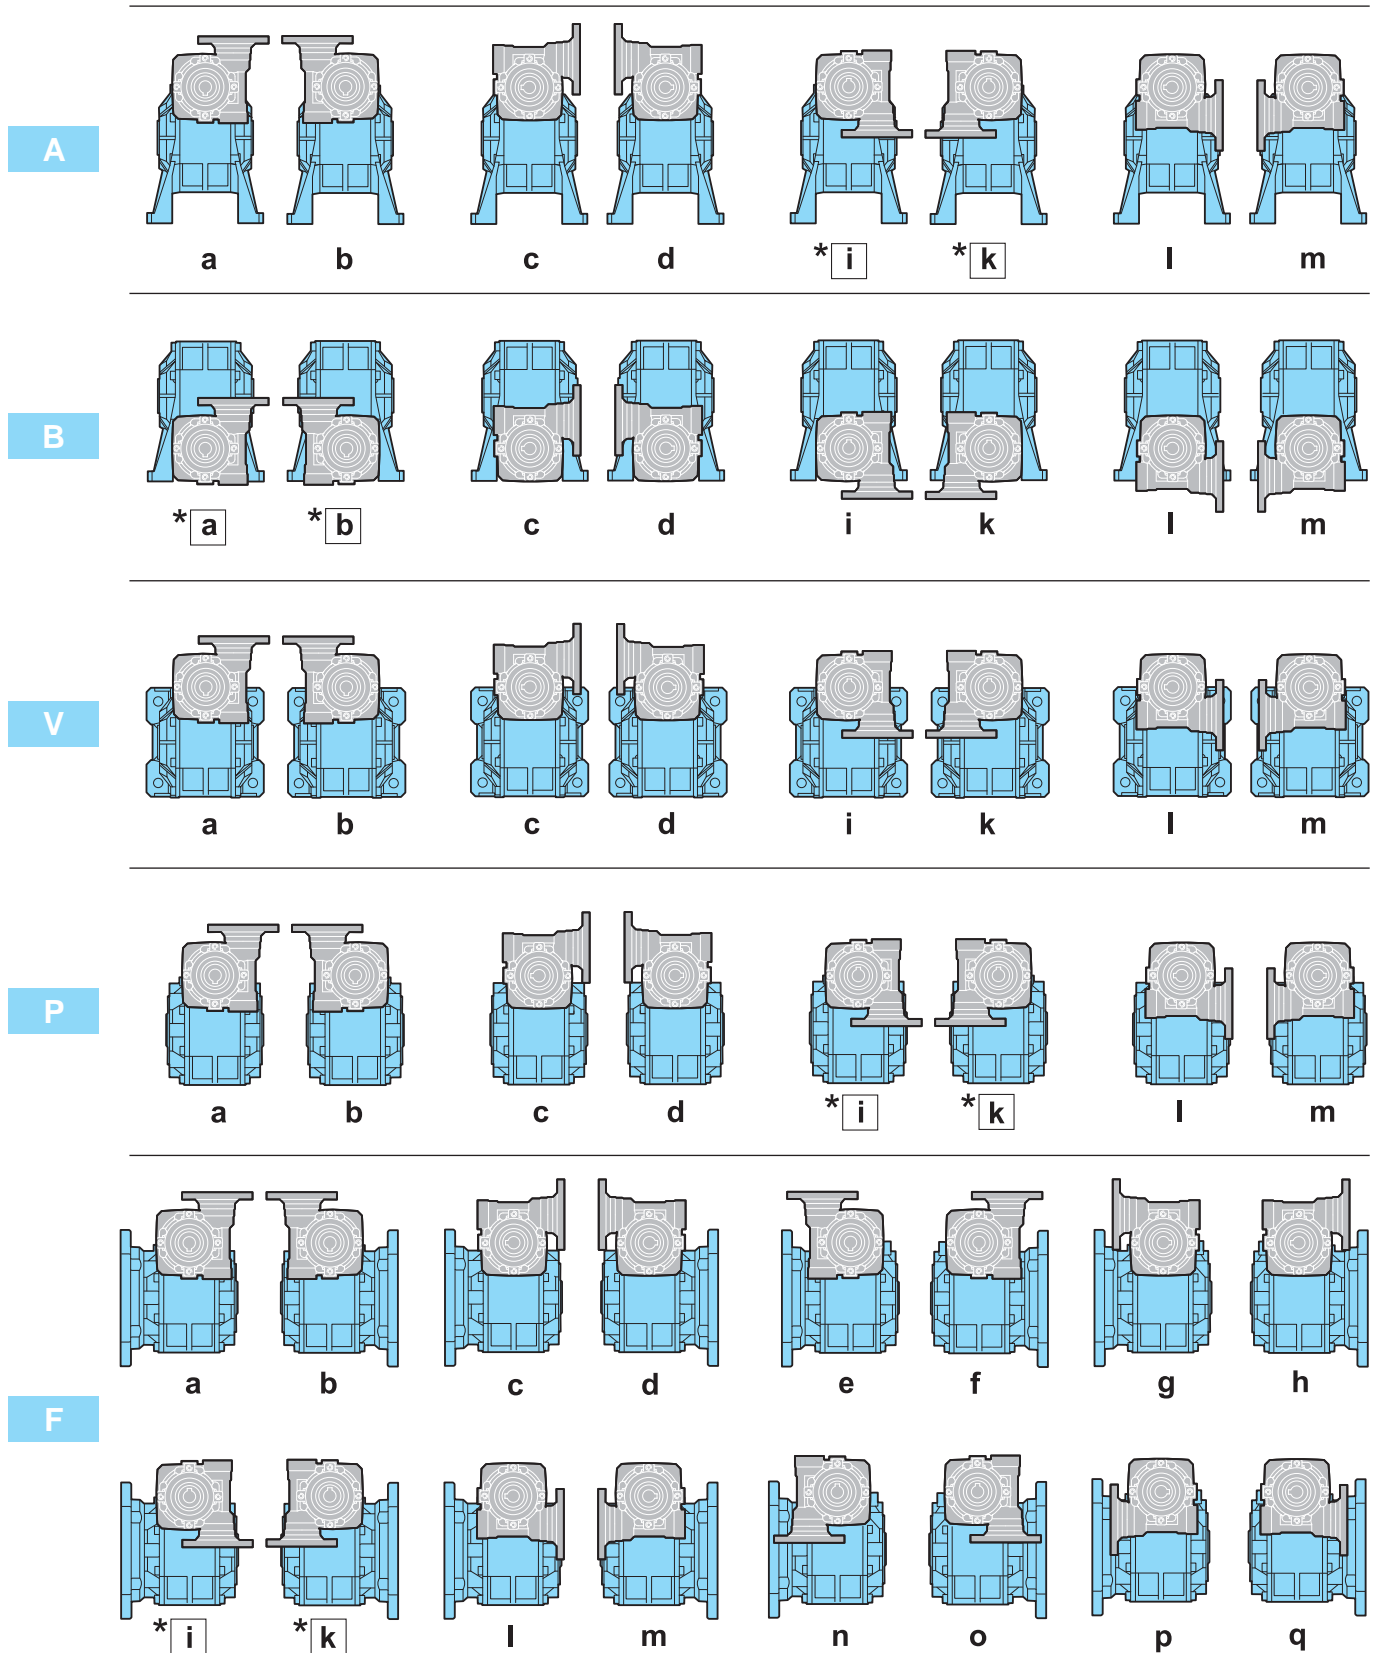 A
a b c d * i * k l m
B
* a * b c d i k l m
V
a b c d i k l m
P
a b c d * i * k l m
F
a b c d e f g h
* i * k l m n o p q